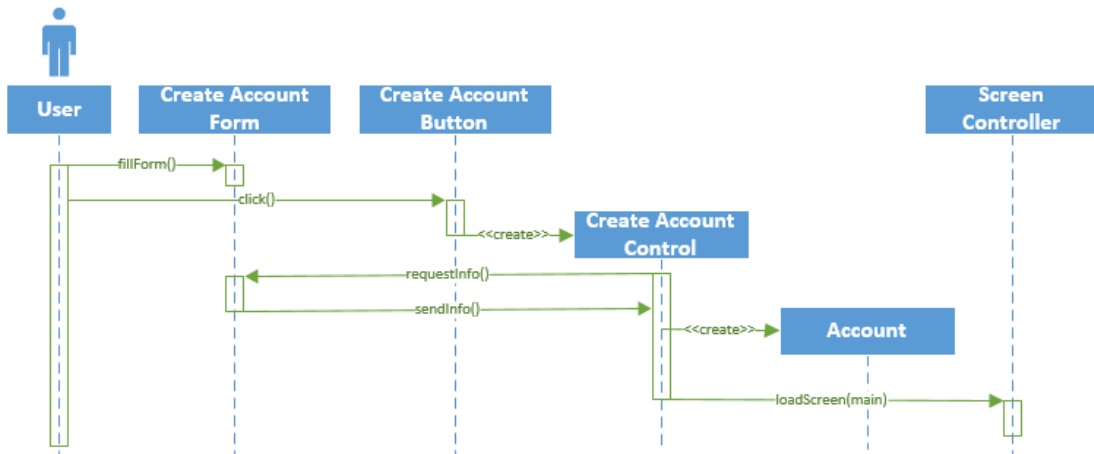 User
Create Account
Form
Create Account
Button
Screen
Controller
fillForm()
click()
<<create>>
Create Account
Control
requestInfo()
sendInfo()
<<create>>
Account
loadScreen(main)